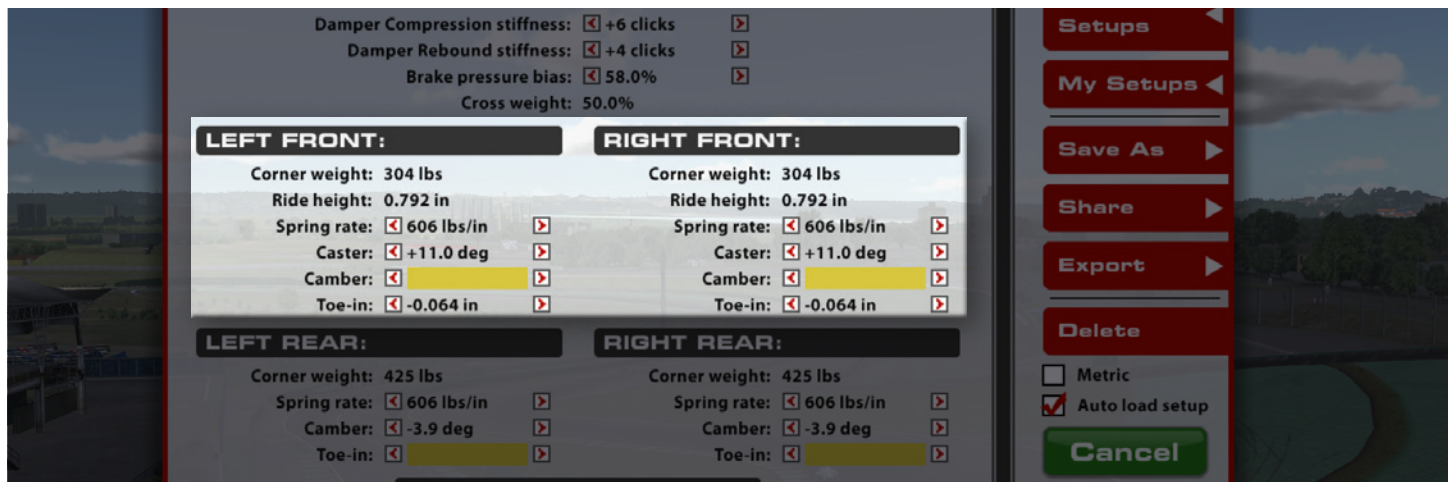 Damper Compression stiffness: +6 clicks
Damper Rebound stiffness: +4 clicks
Brake pressure bias: 58.0%
Cross weight: 50.0%
LEFT FRONT:
Corner weight: 304 lbs
Ride height: 0.792 in
Spring rate: 606 lbs/in
Caster: +11.0 deg
Camber:
Toe-in: -0.064 in
RIGHT FRONT:
Corner weight: 304 lbs
Ride height: 0.792 in
Spring rate: 606 lbs/in
Caster: +11.0 deg
Camber:
Toe-in: -0.064 in
LEFT REAR:
Corner weight: 425 lbs
Spring rate: 606 lbs/in
Camber: -3.9 deg
Toe-in:
RIGHT REAR:
Corner weight: 425 lbs
Spring rate: 606 lbs/in
Camber: -3.9 deg
Toe-in:
Setups
My Setups
Save As
Share
Export
Delete
Metric
Auto load setup
Cancel